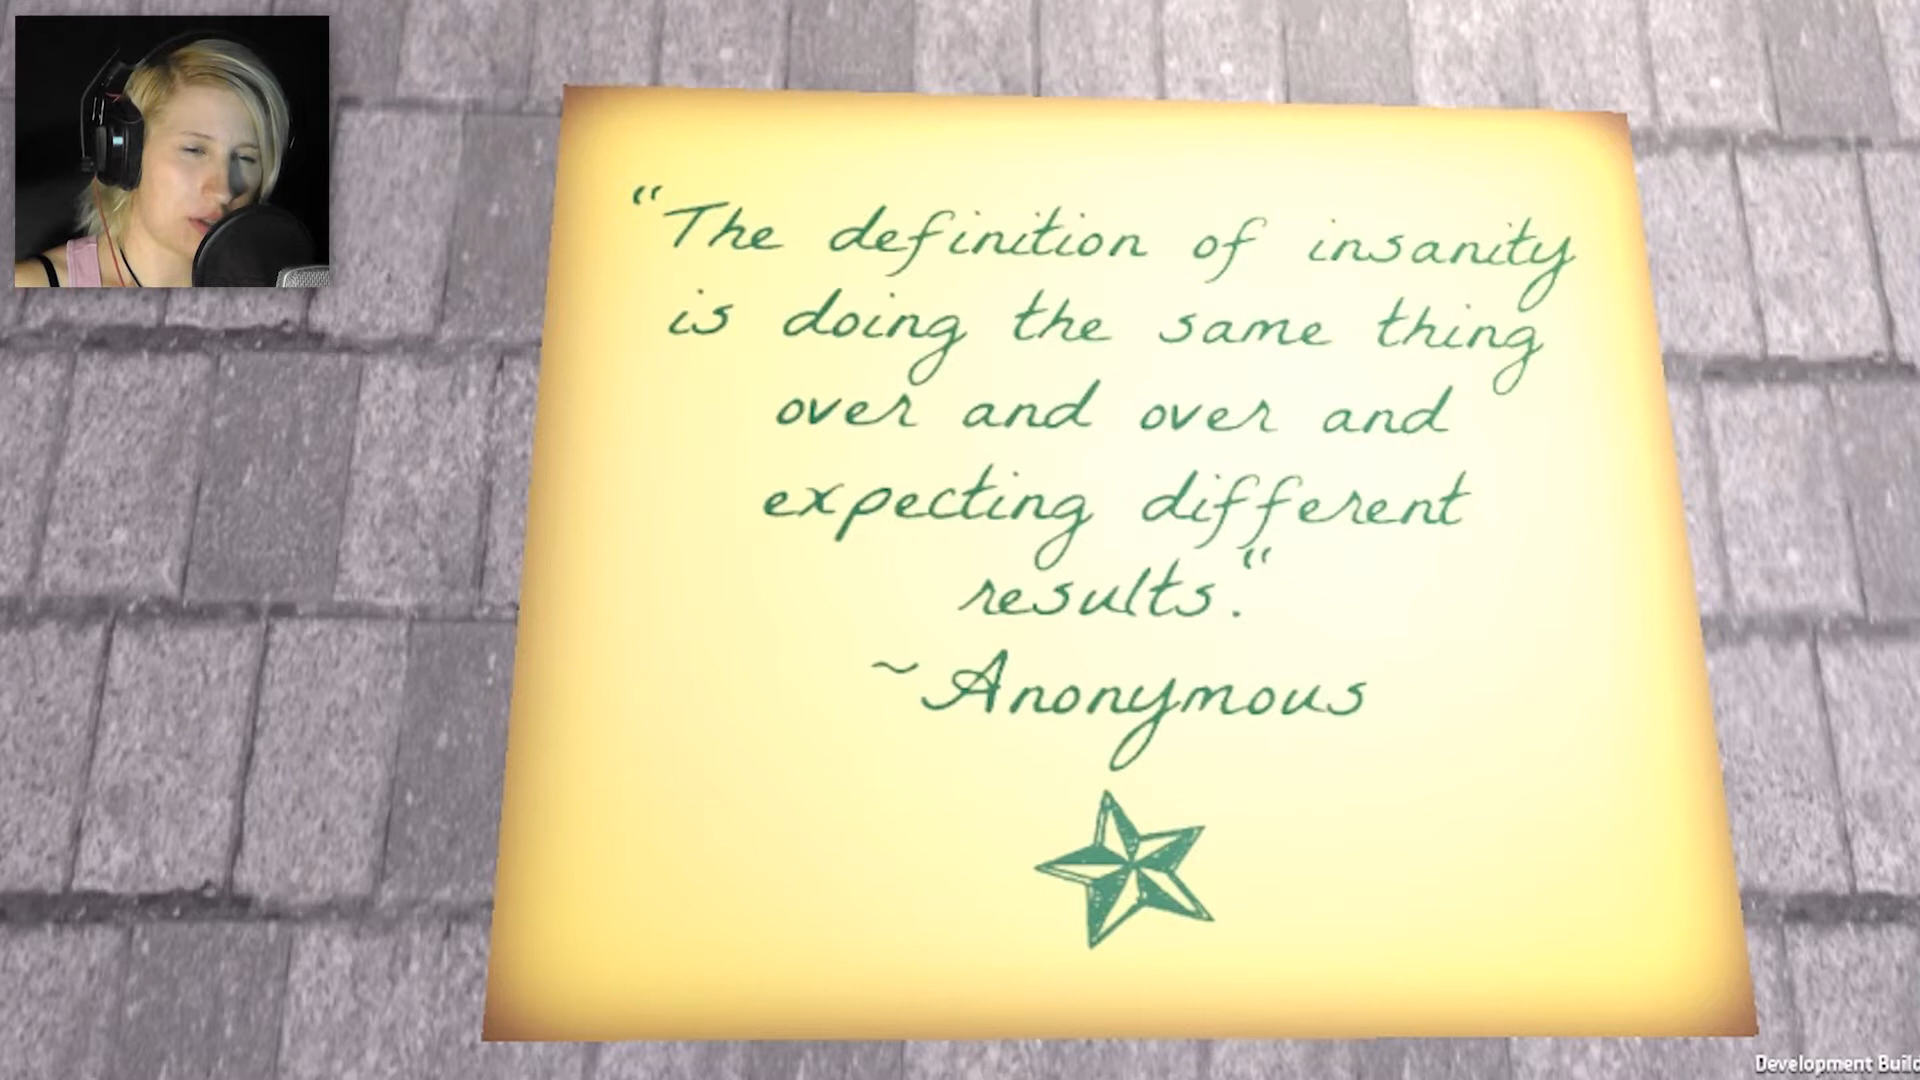 “The definition of insanity
is doing the same thing
over and over and
expecting different
results.“
~Anonymous
Development Build